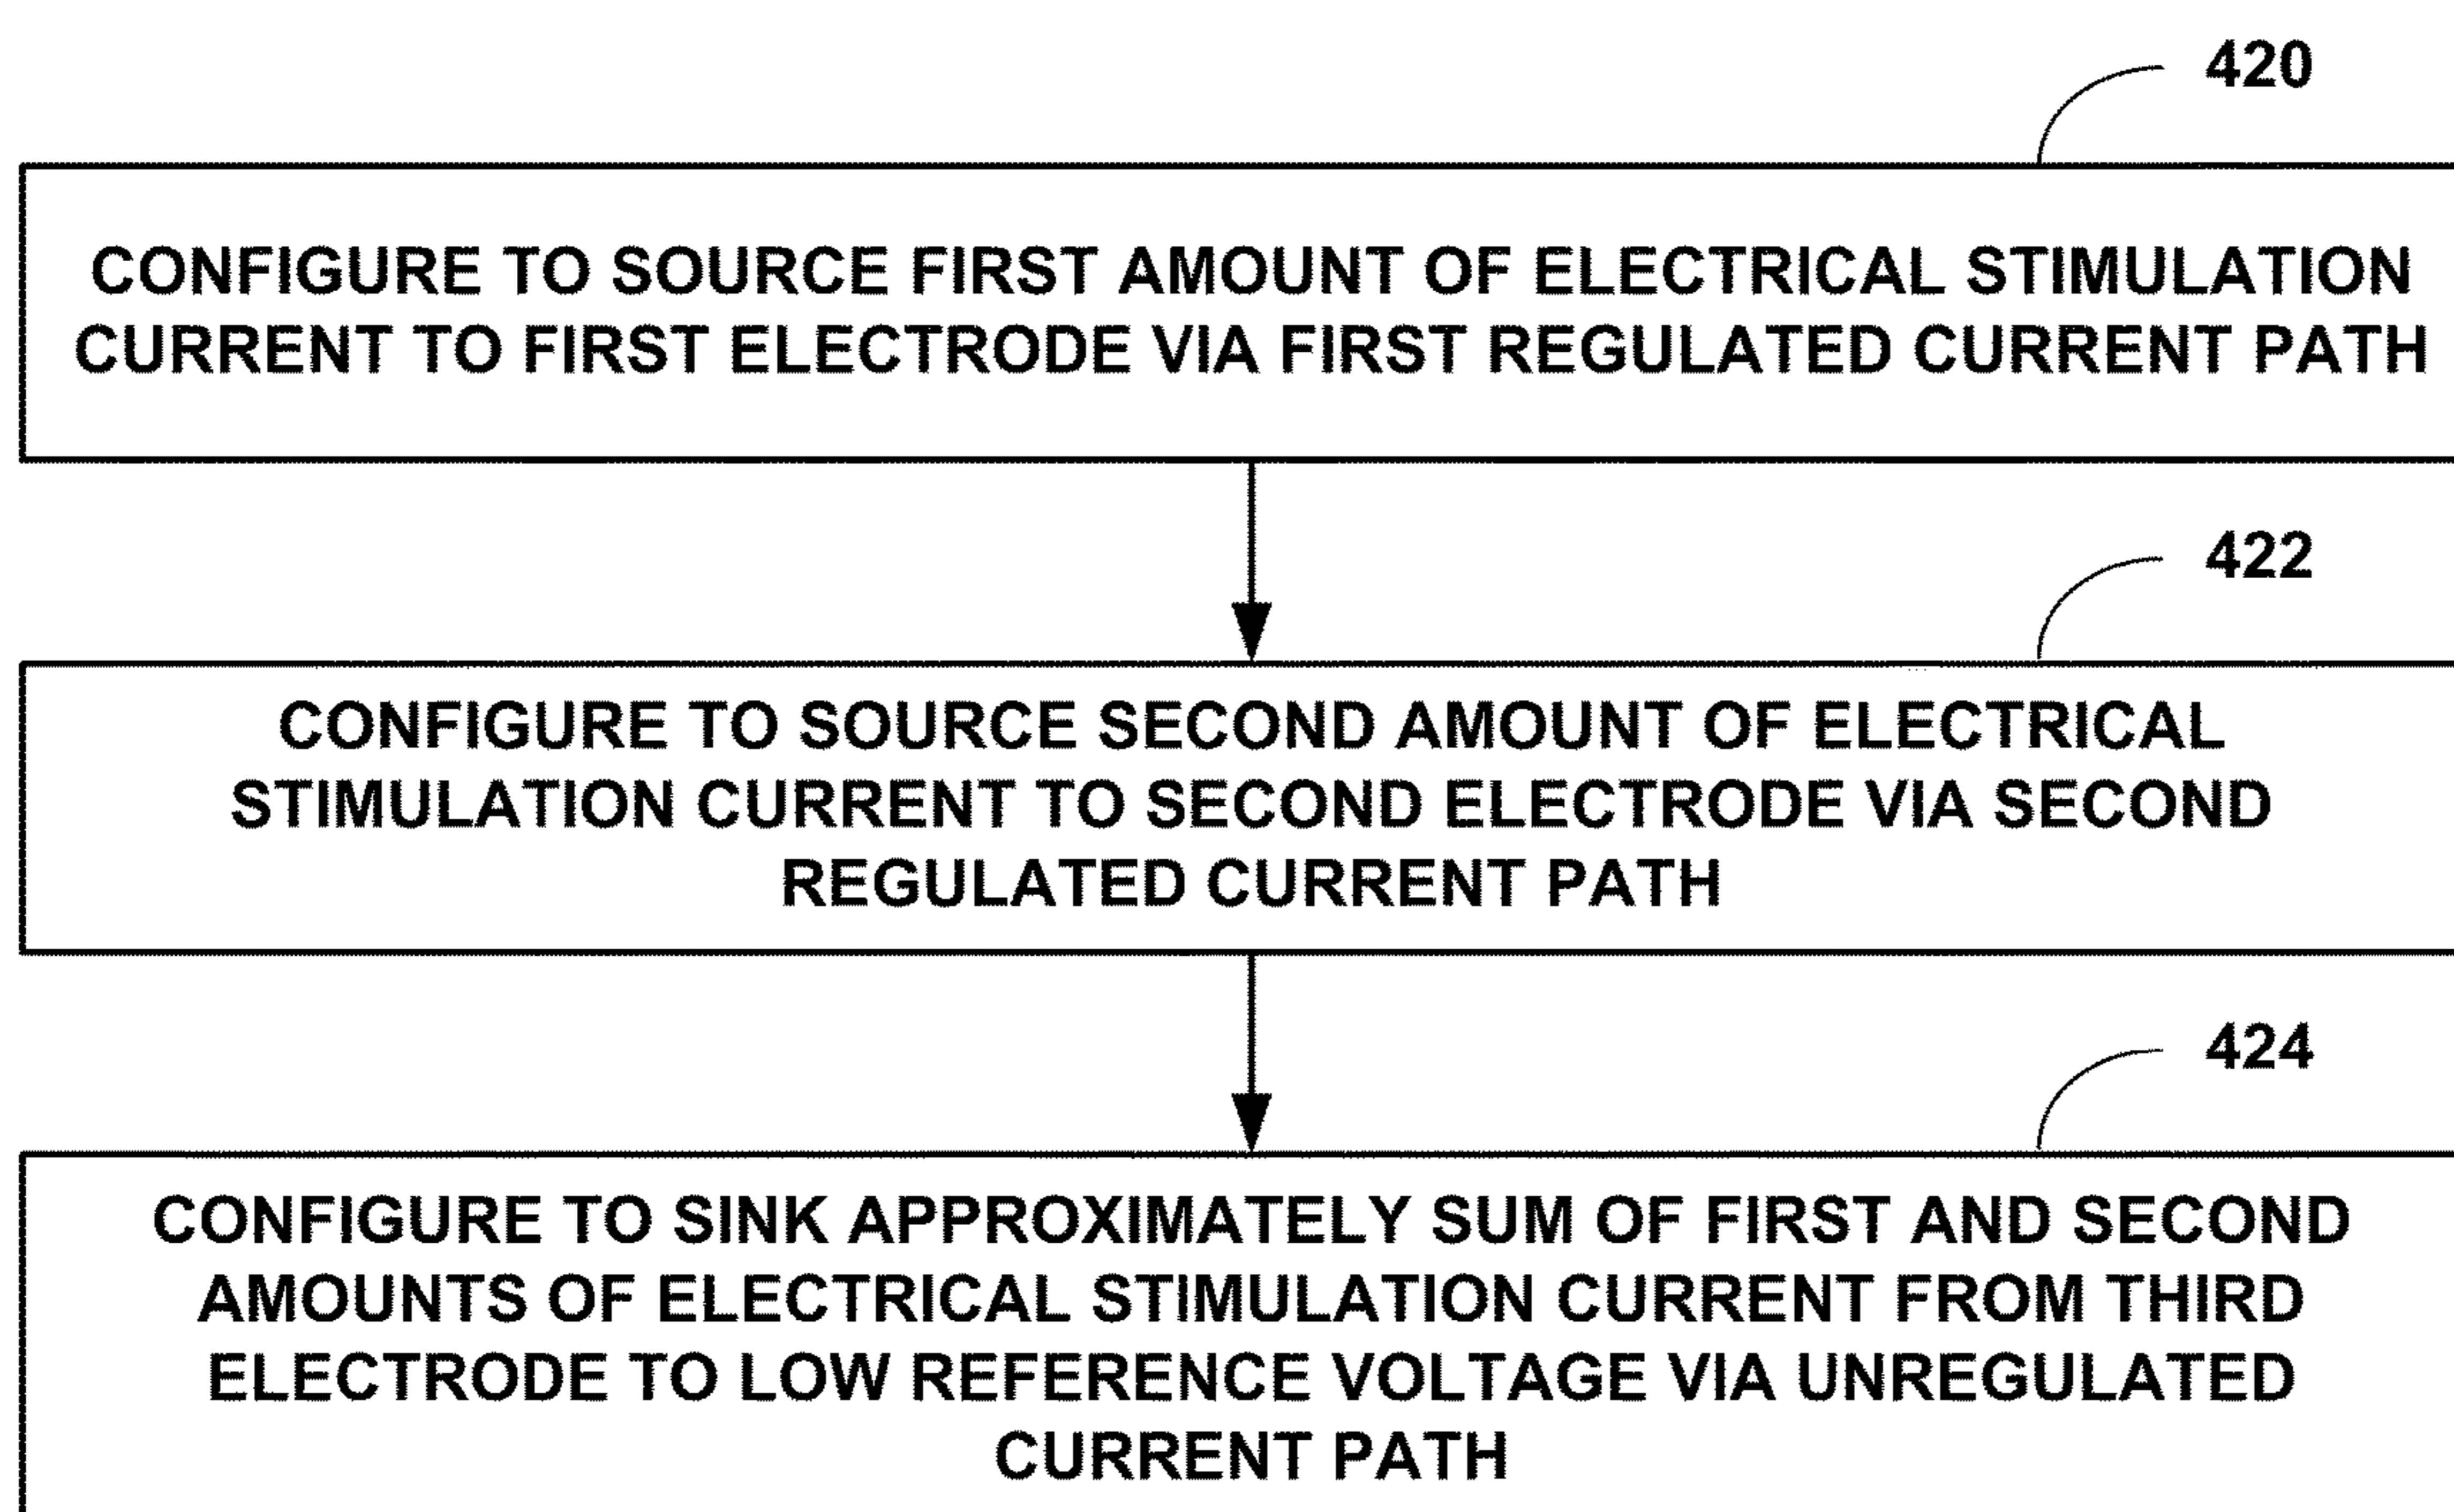 420
CONFIGURE TO SOURCE FIRST AMOUNT OF ELECTRICAL STIMULATION
CURRENT TO FIRST ELECTRODE VIA FIRST REGULATED CURRENT PATH
422
CONFIGURE TO SOURCE SECOND AMOUNT OF ELECTRICAL
STIMULATION CURRENT TO SECOND ELECTRODE VIA SECOND
REGULATED CURRENT PATH
424
CONFIGURE TO SINK APPROXIMATELY SUM OF FIRST AND SECOND
AMOUNTS OF ELECTRICAL STIMULATION CURRENT FROM THIRD
ELECTRODE TO LOW REFERENCE VOLTAGE VIA UNREGULATED
CURRENT PATH